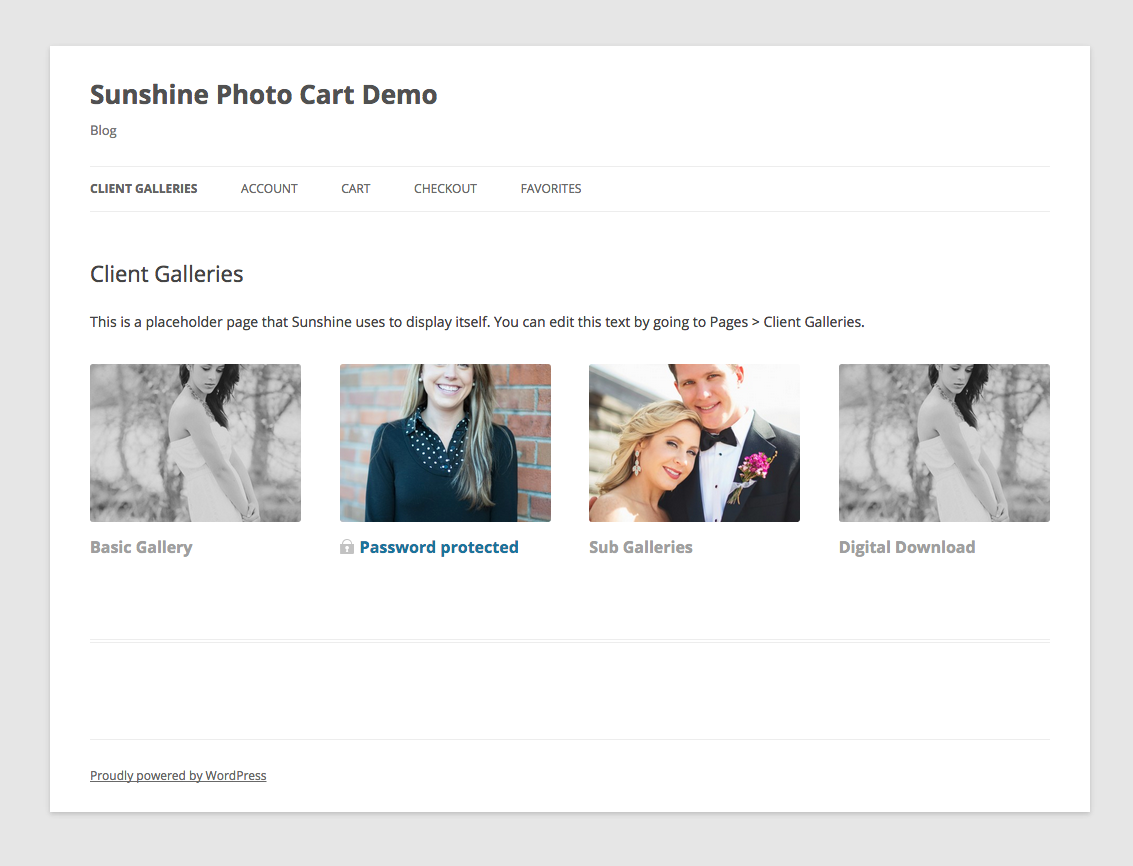 Sunshine Photo Cart Demo
Blog
CLIENT GALLERIES ACCOUNT CART CHECKOUT FAVORITES
Client Galleries
This is a placeholder page that Sunshine uses to display itself. You can edit this text by going to Pages > Client Galleries.
Basic Gallery Password protected Sub Galleries Digital Download
Proudly powered by WordPress